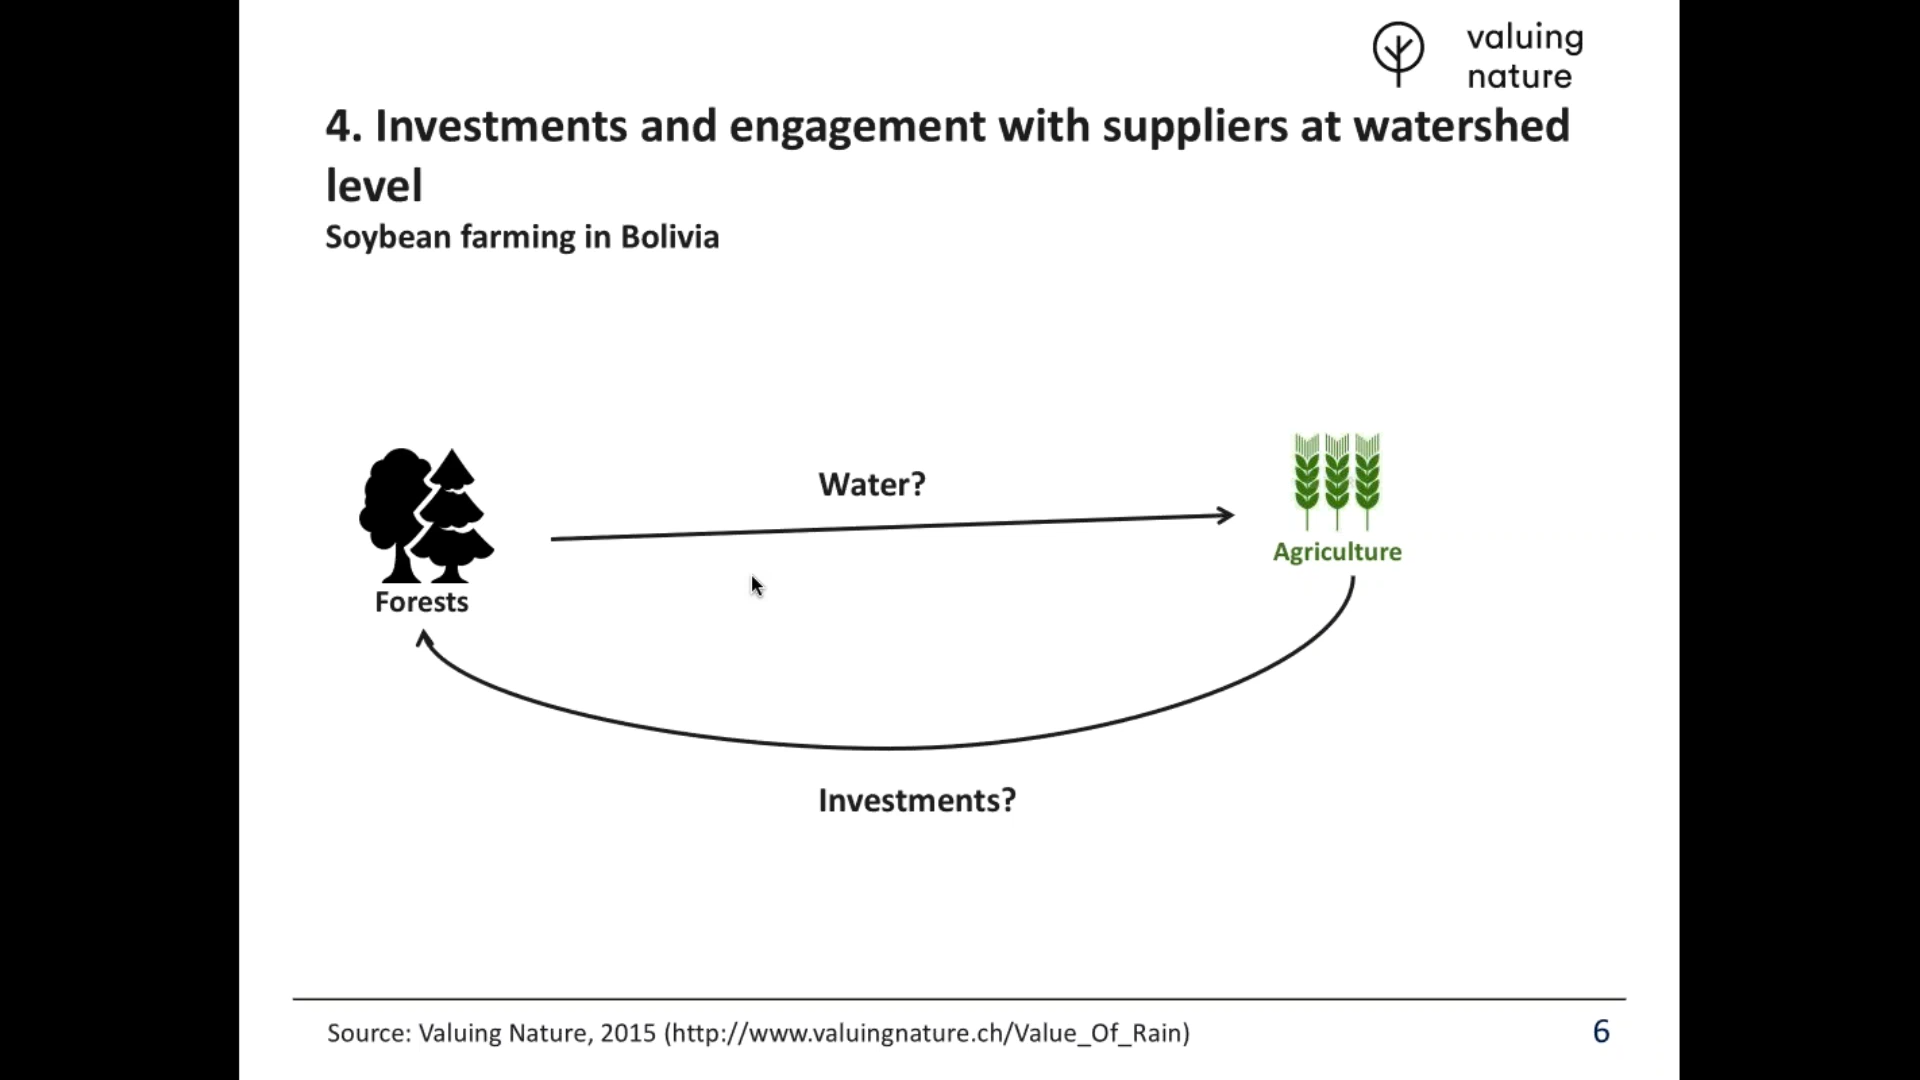 valuing
nature
4. Investments and engagement with suppliers at watershed
level
Soybean farming in Bolivia
Water?
Agriculture
Forests
Investments?
Source: Valuing Nature, 2015 (http://www.valuingnature.ch/Value_Of_Rain)
6